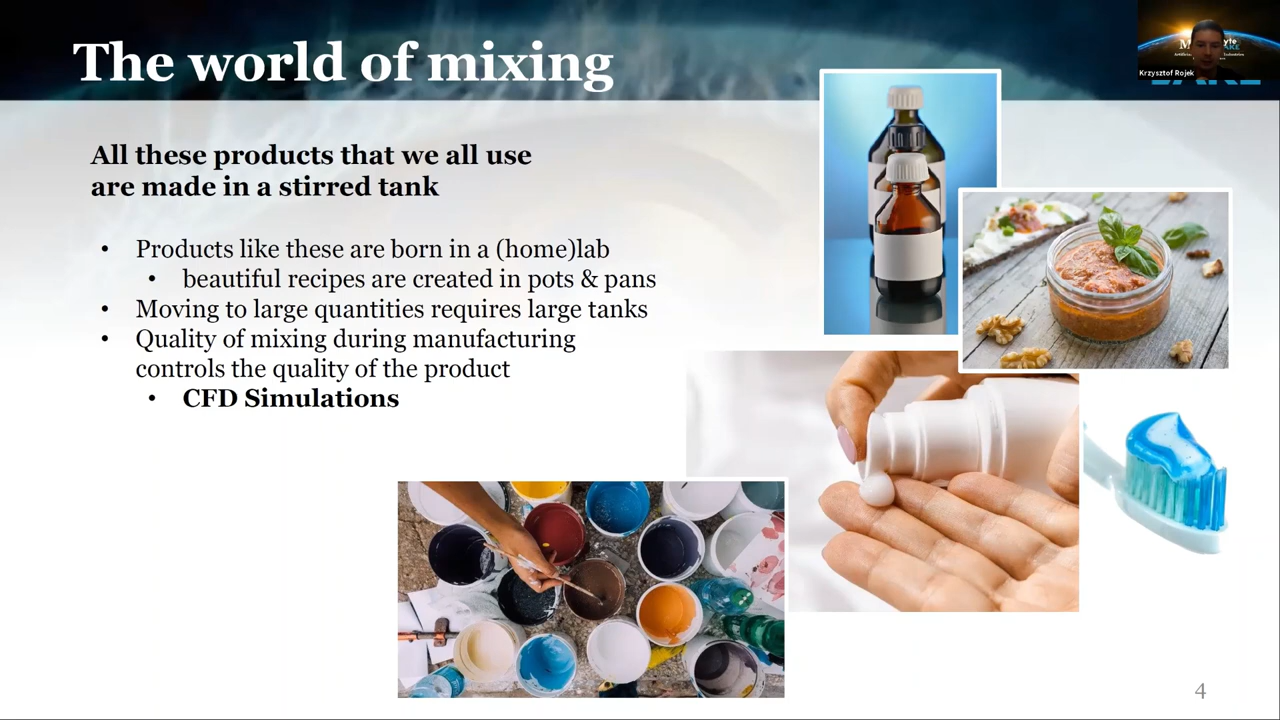 The world of mixing
Krzysztof Rojek
All these products that we all use
are made in a stirred tank
• Products like these are born in a (home)lab
• beautiful recipes are created in pots & pans
• Moving to large quantities requires large tanks
• Quality of mixing during manufacturing
controls the quality of the product
• CFD Simulations
4